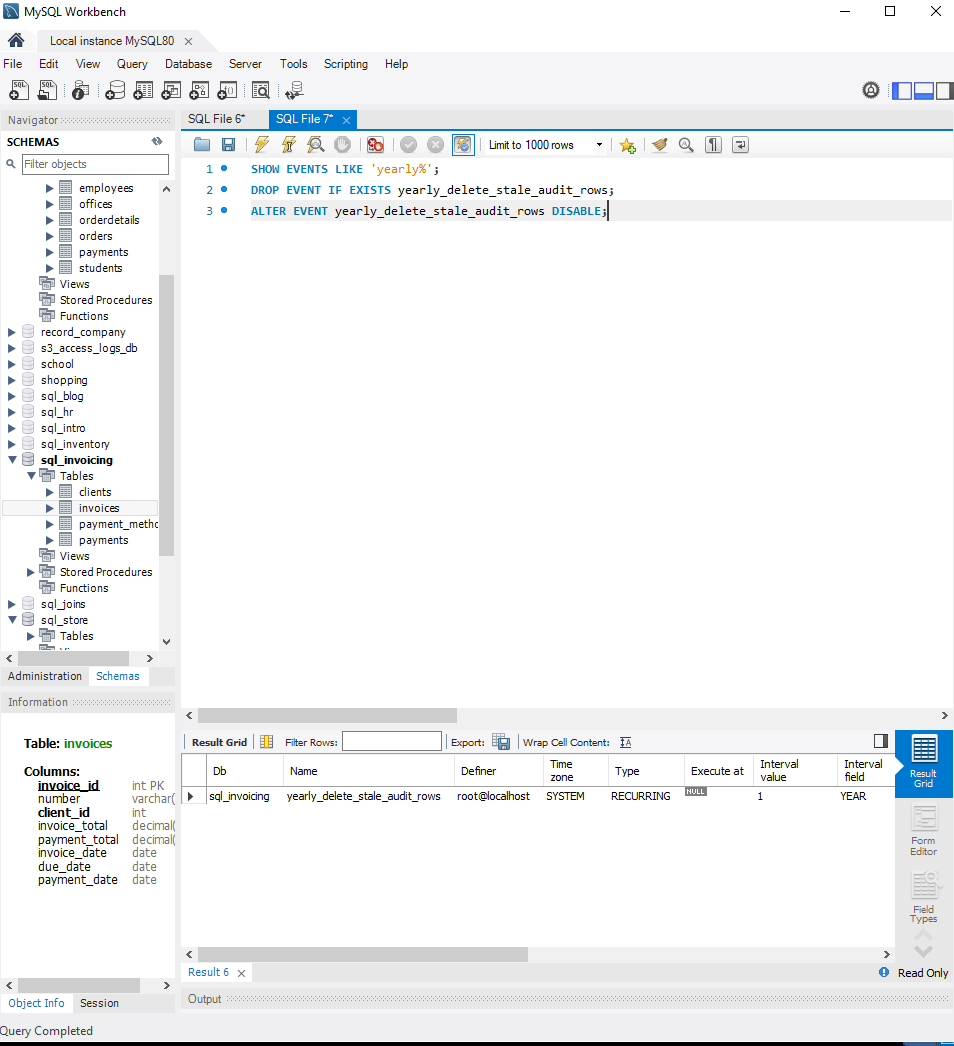 MySQL Workbench
Local instance MySQL80
File Edit View Query Database Server Tools Scripting Help
Navigator
SCHEMAS
Filter objects
employees
offices
orderdetails
orders
payments
students
Views
Stored Procedures
Functions
record_company
s3_access_logs_db
school
shopping
sql_blog
sql_hr
sql_intro
sql_inventory
sql_invoicing
Tables
clients
invoices
payment_metho
payments
Views
Stored Procedures
Functions
sql_joins
sql_store
Tables
Administration Schemas
Information
Table: invoices
Columns:
invoice_id int PK
number varchar(
client_id int
invoice_total decimal(
payment_total decimal(
invoice_date date
due_date date
payment_date date
Object Info Session
Query Completed
SQL File 6* SQL File 7*
Limit to 1000 rows
1 SHOW EVENTS LIKE 'yearly%';
2 DROP EVENT IF EXISTS yearly_delete_stale_audit_rows;
3 ALTER EVENT yearly_delete_stale_audit_rows DISABLE;
Result Grid Filter Rows: Export: Wrap Cell Content:
Db Name Definer Time zone Type Execute at Interval value Interval field
sql_invoicing yearly_delete_stale_audit_rows root@localhost SYSTEM RECURRING NULL 1 YEAR
Result Grid
Form Editor
Field Types
Result 6
Read Only
Output